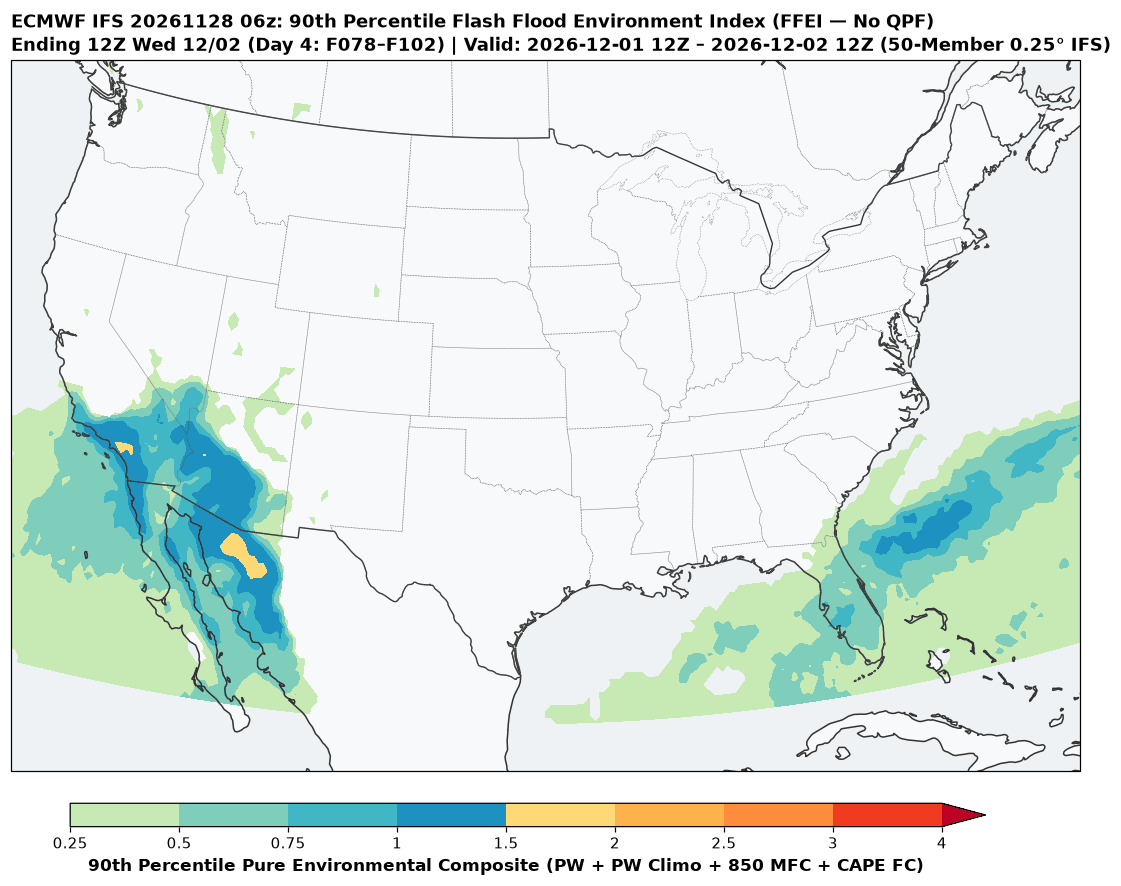 ECMWF IFS 20261128 06z: 90th Percentile Flash Flood Environment Index (FFEI — No QPF)
Ending 12Z Wed 12/02 (Day 4: F078–F102) | Valid: 2026-12-01 12Z – 2026-12-02 12Z (50-Member 0.25° IFS)
0.25 0.5 0.75 1 1.5 2 2.5 3 4
90th Percentile Pure Environmental Composite (PW + PW Climo + 850 MFC + CAPE FC)